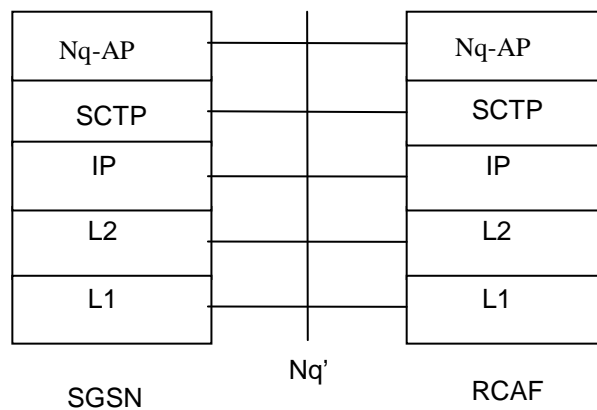 Nq-AP Nq-AP
SCTP SCTP
IP IP
L2 L2
L1 L1
Nq'
SGSN RCAF